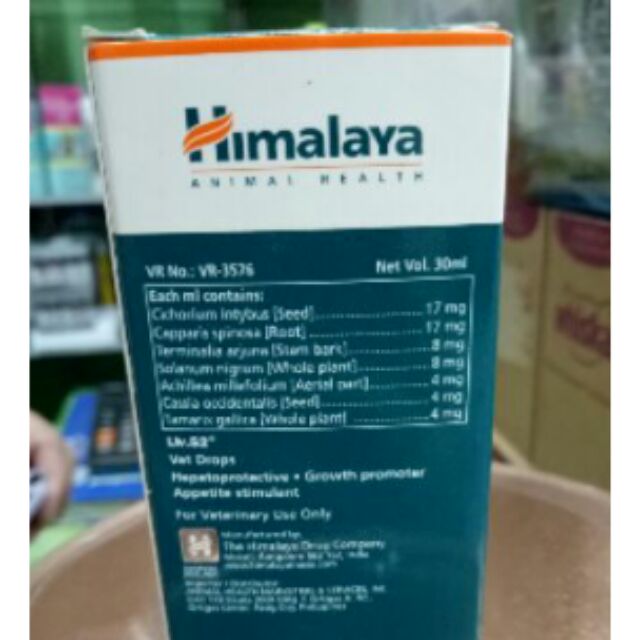 Himalaya
ANIMAL HEALTH
VR No.: VR-3576 Net Vol. 30ml
Each ml contains:
Cichorium intybus [Seed] 17 mg
Capparis spinosa [Root] 17 mg
Terminalia arjuna [Stem bark] 8 mg
Solanum nigrum [Whole plant] 8 mg
Achillea millefolium [Aerial part] 4 mg
Cassia occidentalis [Seed] 4 mg
Tamarix gallica [Whole plant] 4 mg
Liv.52®
Vet Drops
Hepatoprotective • Growth promoter
Appetite stimulant
For Veterinary Use Only
Manufactured by:
The Himalaya Drug Company